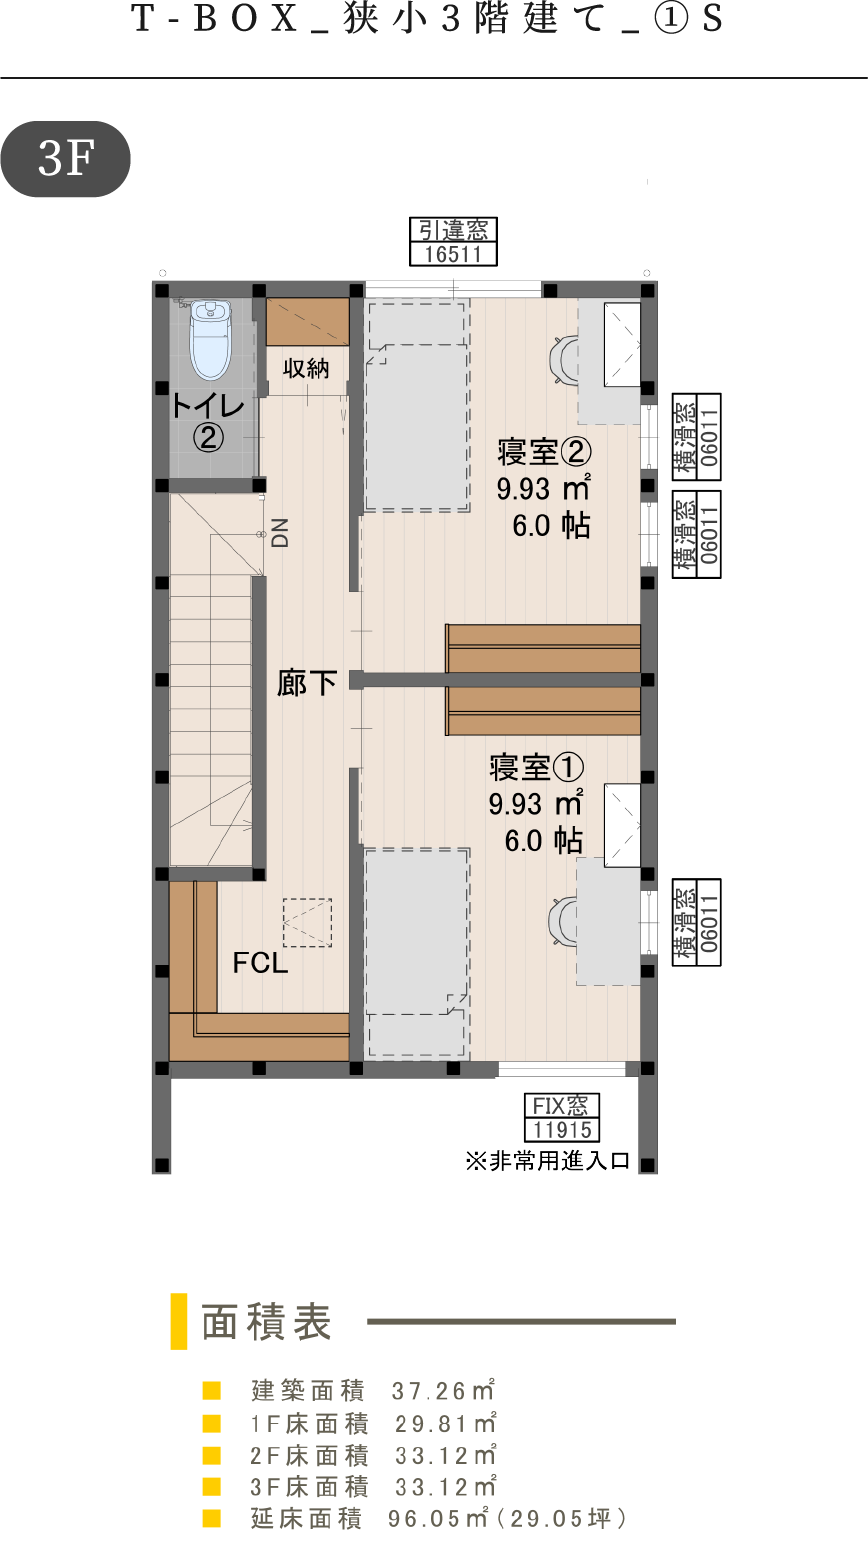 T-BOX_狭小3階建て_①S
3F
引違窓
16511
収納
トイレ
②
横滑窓
06011
寝室②
9.93 ㎡
6.0 帖
横滑窓
06011
DN
廊下
寝室①
9.93 ㎡
6.0 帖
横滑窓
06011
FCL
FIX窓
11915
※非常用進入口
面積表
建築面積 37.26㎡
1F床面積 29.81㎡
2F床面積 33.12㎡
3F床面積 33.12㎡
延床面積 96.05㎡(29.05坪)